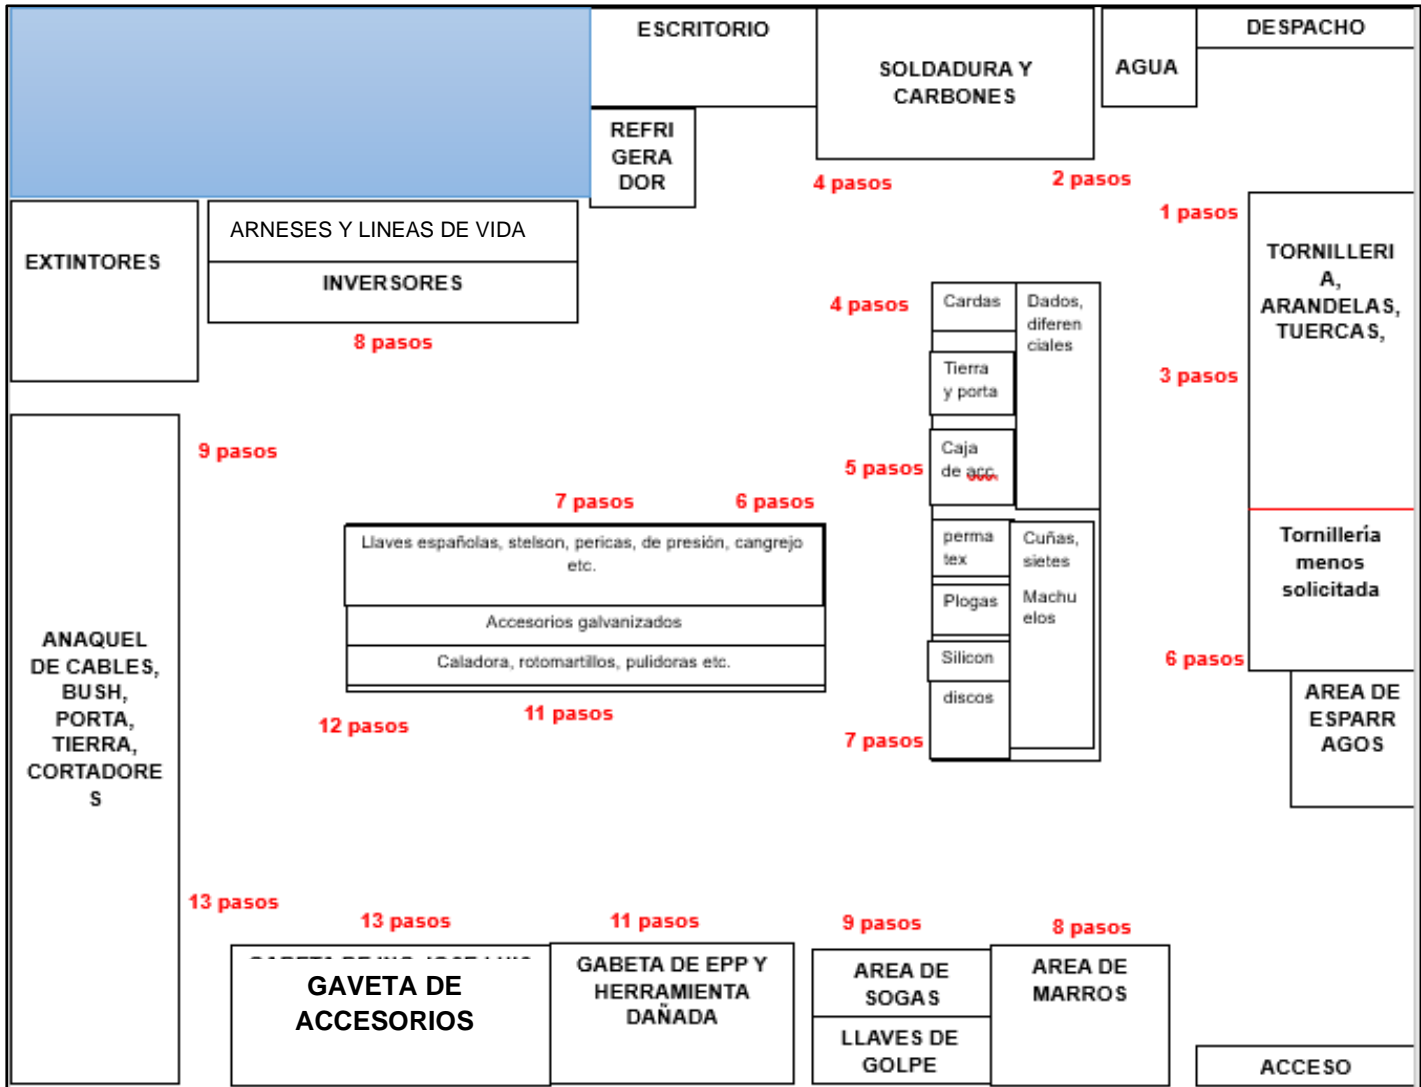 ESCRITORIO
SOLDADURA Y
CARBONES
AGUA
DESPACHO
REFRI
GERA
DOR
4 pasos
2 pasos
1 pasos
EXTINTORES
ARNESES Y LINEAS DE VIDA
INVERSORES
8 pasos
4 pasos
Cardas
Dados,
diferen
ciales
TORNILLERI
A,
ARANDELAS,
TUERCAS,
Tierra
y porta
3 pasos
9 pasos
5 pasos
Caja
de acc.
7 pasos
6 pasos
Llaves españolas, stelson, pericas, de presión, cangrejo
etc.
Accesorios galvanizados
Caladora, rotomartillos, pulidoras etc.
12 pasos
11 pasos
perma
tex
Plogas
Silicon
discos
7 pasos
Cuñas,
sietes
Machu
elos
Tornillería
menos
solicitada
6 pasos
AREA DE
ESPARR
AGOS
ANAQUEL
DE CABLES,
BUSH,
PORTA,
TIERRA,
CORTADORE
S
13 pasos
13 pasos
11 pasos
9 pasos
8 pasos
GAVETA DE
ACCESORIOS
GABETA DE EPP Y
HERRAMIENTA
DAÑADA
AREA DE
SOGAS
LLAVES DE
GOLPE
AREA DE
MARROS
ACCESO